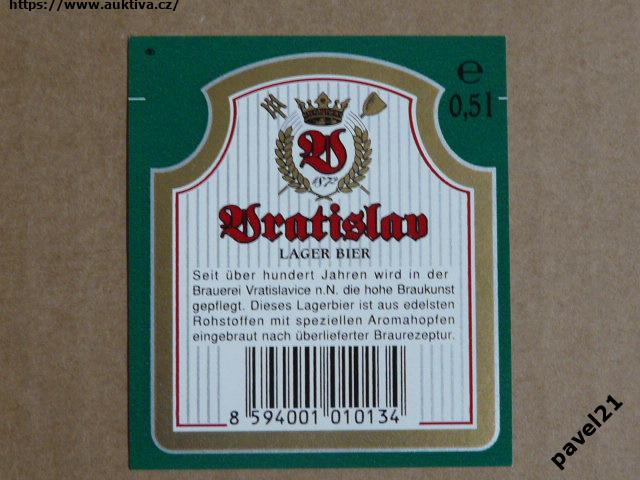 https://www.auktiva.cz/
e
0,5 l
V
1872
Vratislav
LAGER BIER
Seit über hundert Jahren wird in der
Brauerei Vratislavice n.N. die hohe Braukunst
gepflegt. Dieses Lagerbier ist aus edelsten
Rohstoffen mit speziellen Aromahopfen
eingebraut nach überlieferter Braurezeptur.
8 594001 010134
pavel21